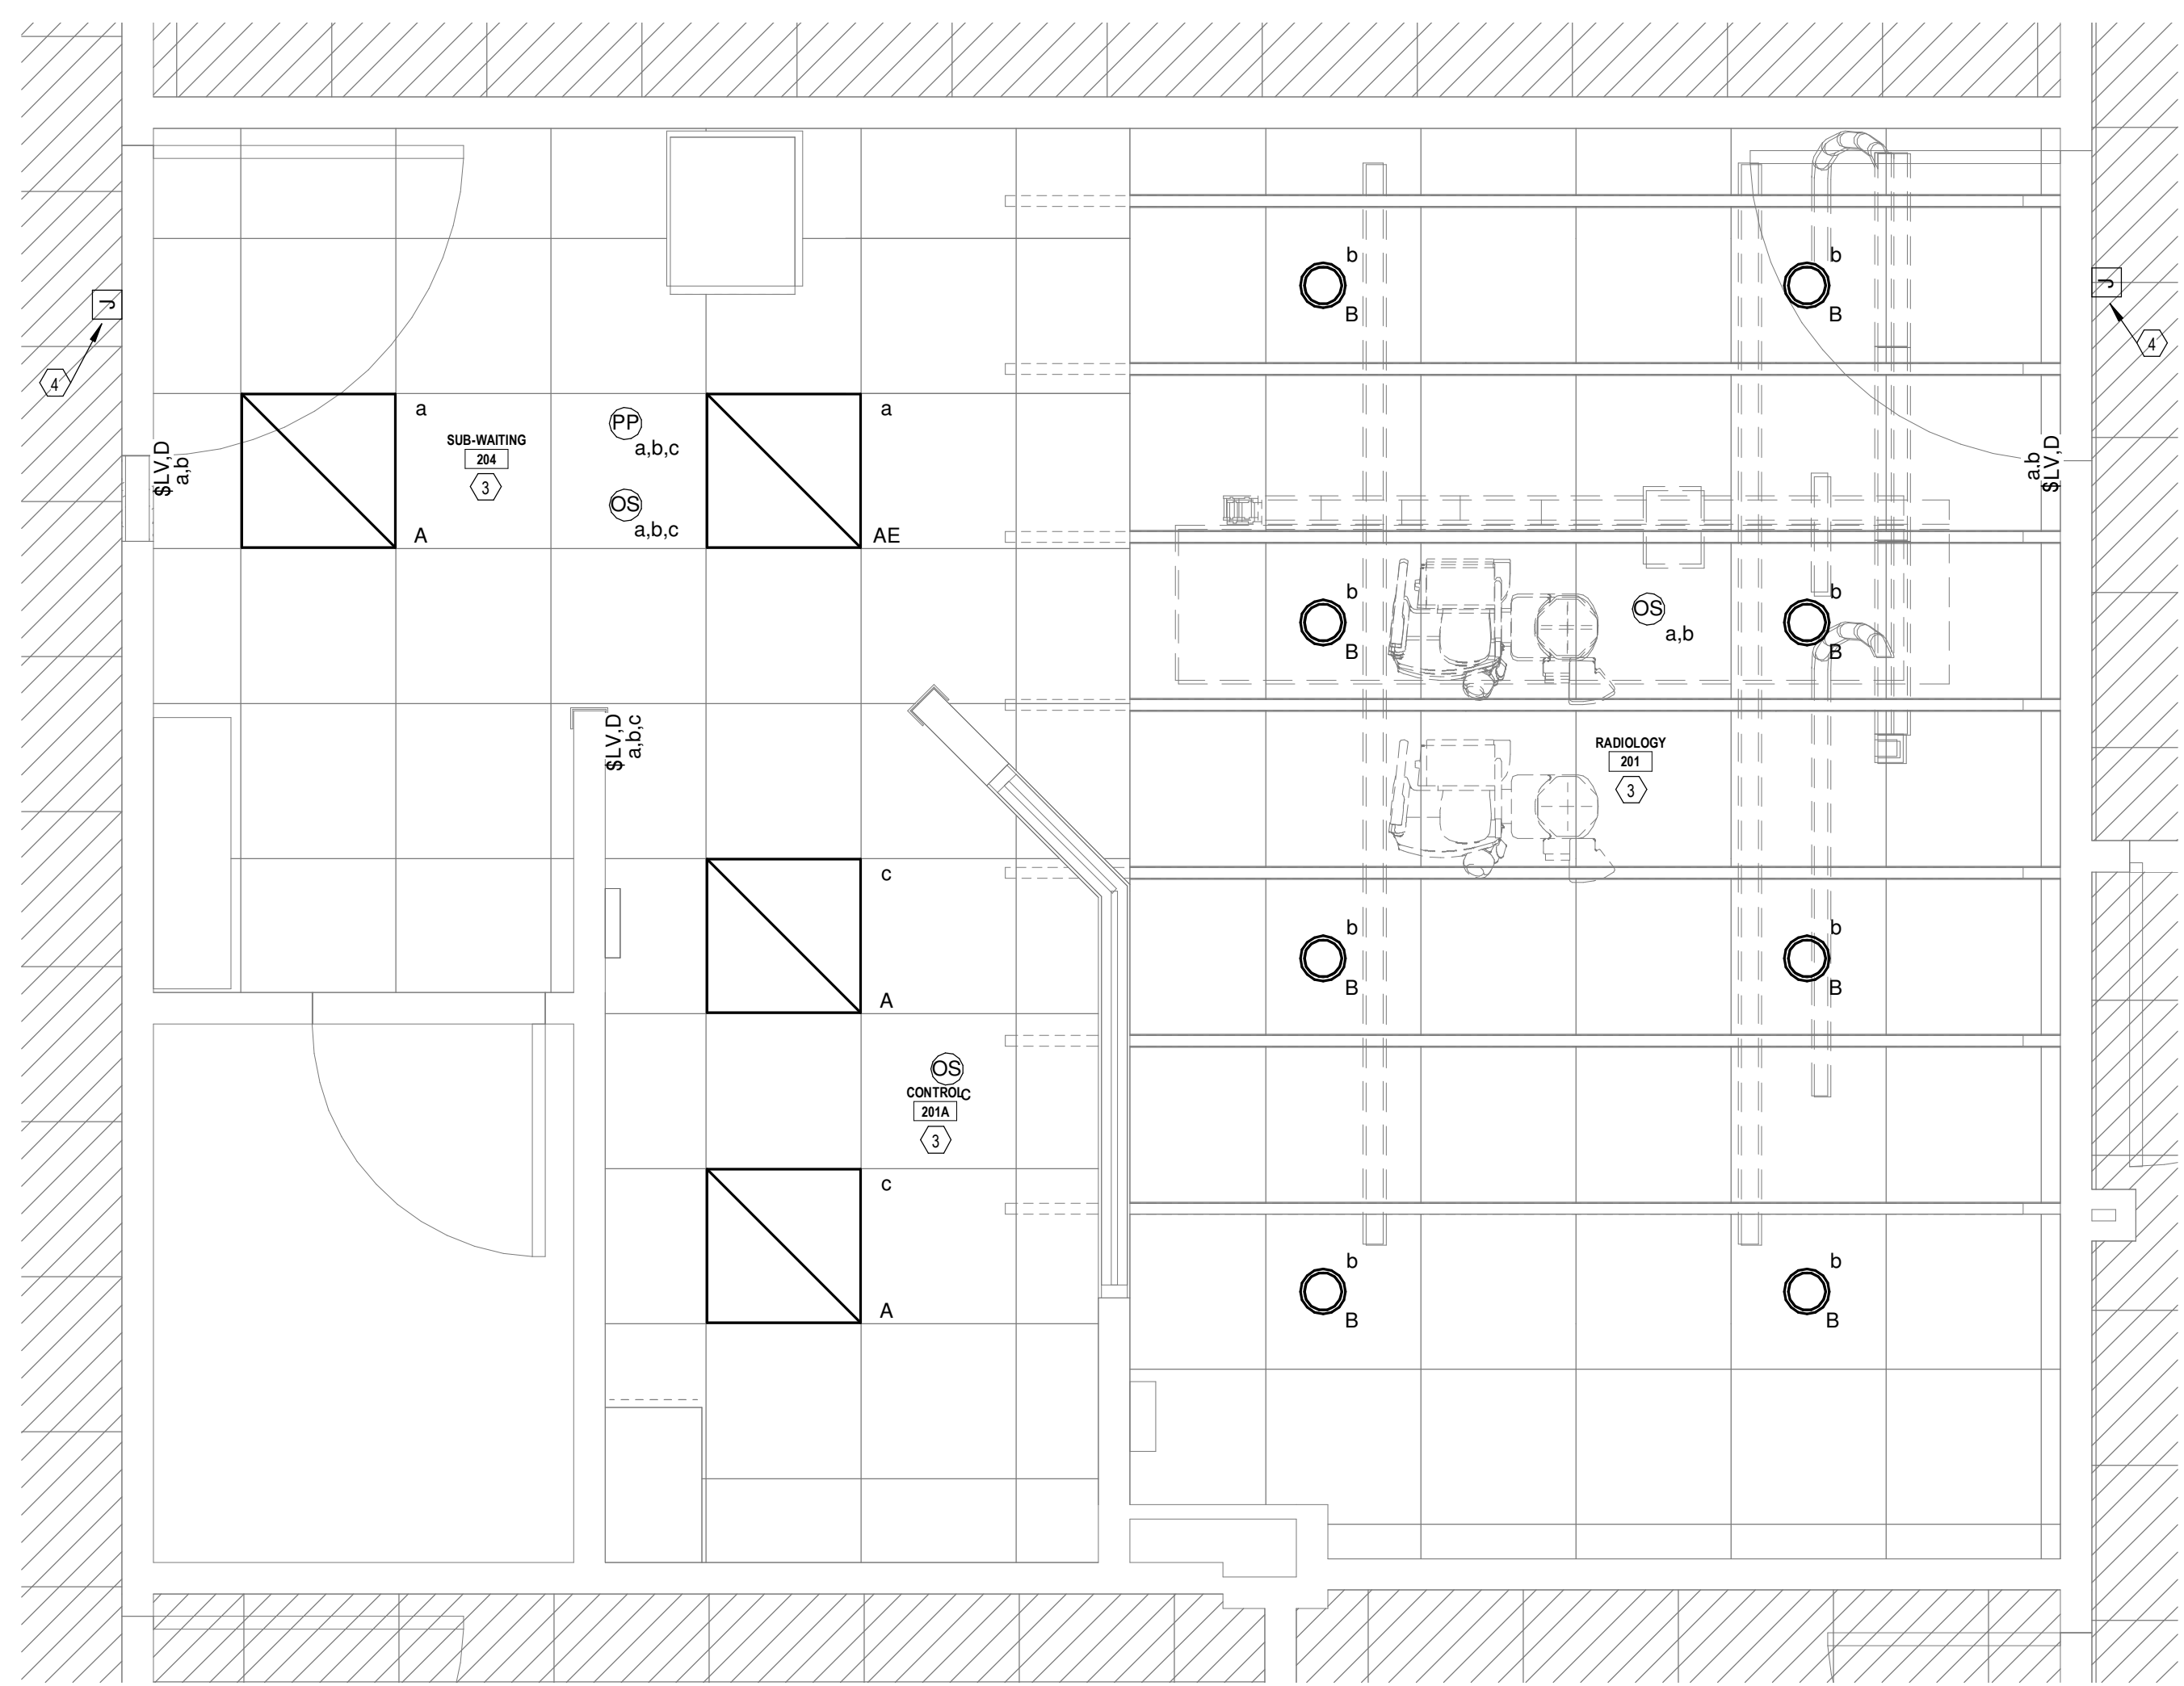 b
B
b
B
J
4
J
4
a
A
SUB-WAITING
204
3
PP
a,b,c
OS
a,b,c
a
AE
$LV,D
a,b
a,b
$LV,D
b
B
OS
a,b
b
B
$LV,D
a,b,c
RADIOLOGY
201
3
c
A
b
B
b
B
OS
c
CONTROL
201A
3
c
A
b
B
b
B